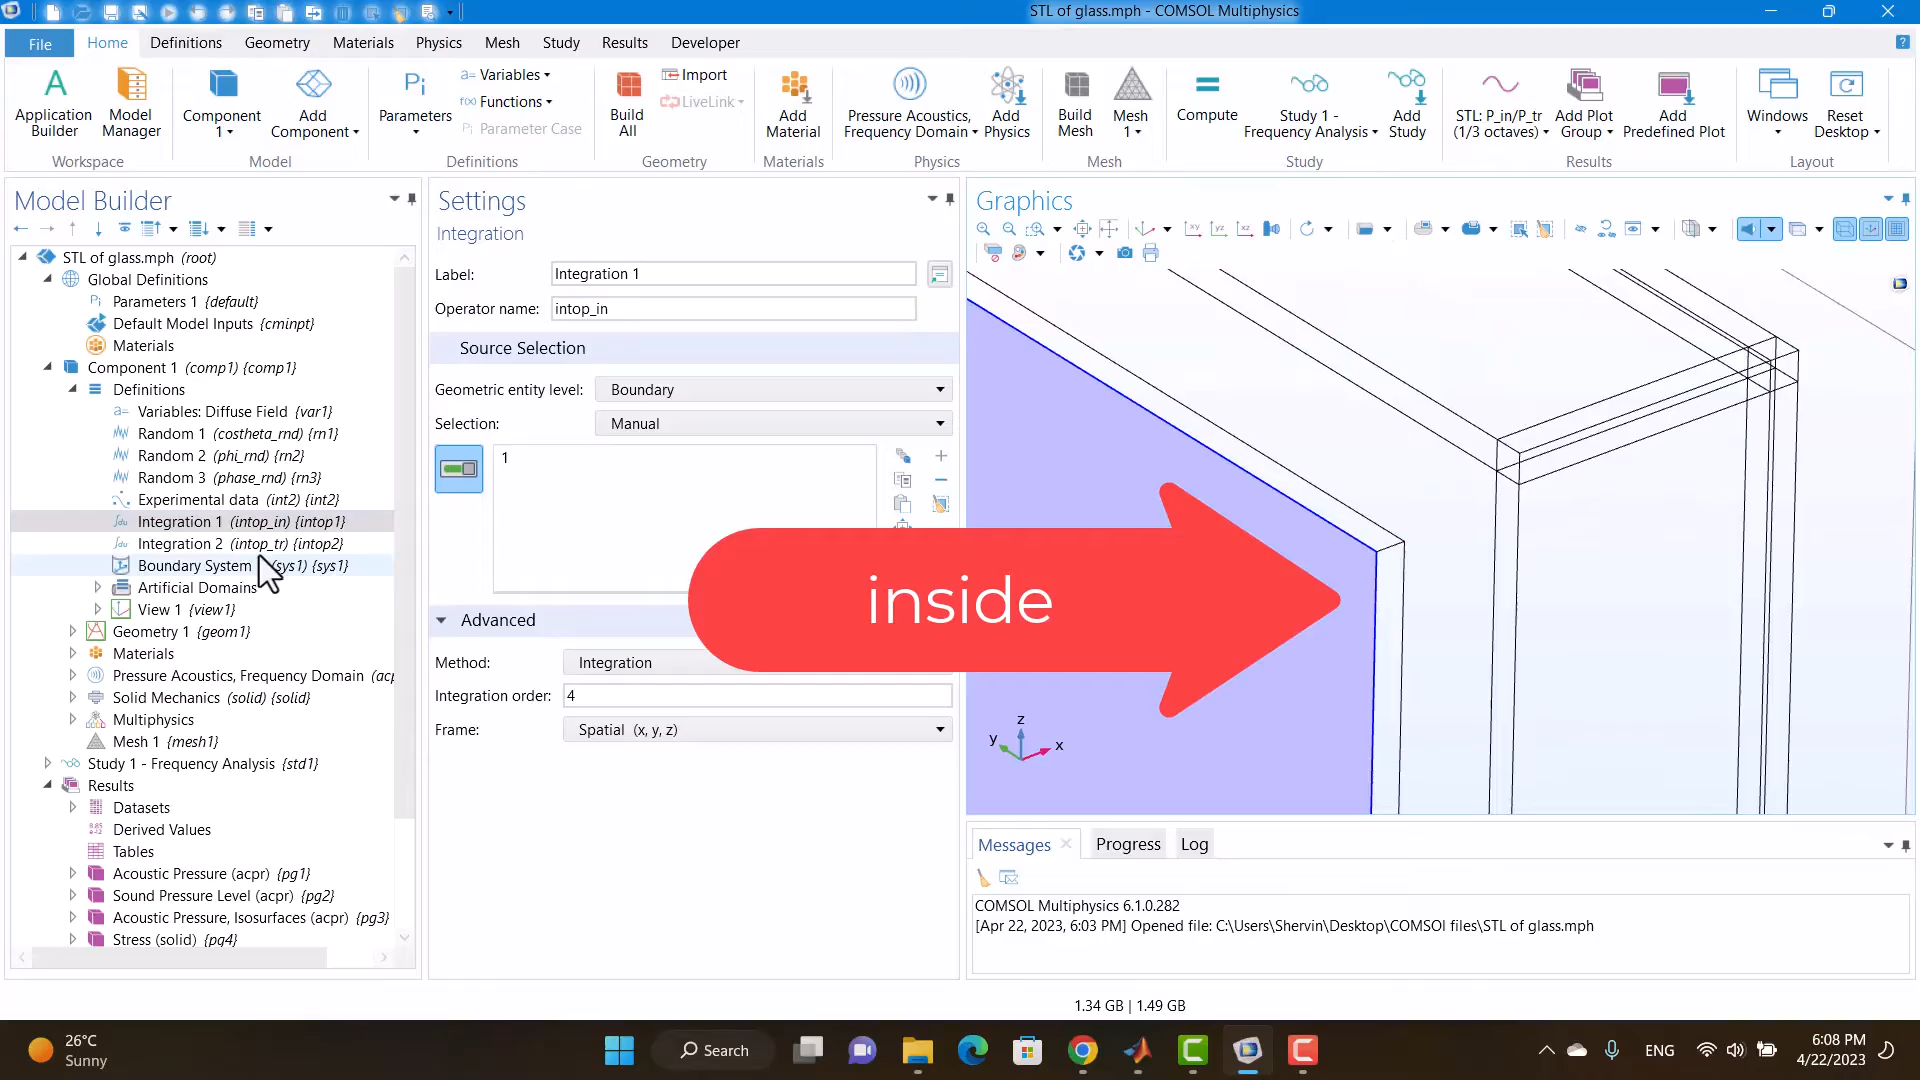 STL of glass.mph - COMSOL Multiphysics
File Home Definitions Geometry Materials Physics Mesh Study Results Developer
Application Builder
Model Manager
Workspace
Component 1
Add Component
Model
Parameters
a= Variables
f(x) Functions
Pi Parameter Case
Definitions
Build All
Import
LiveLink
Geometry
Add Material
Materials
Pressure Acoustics, Frequency Domain
Add Physics
Physics
Build Mesh
Mesh 1
Mesh
Compute
Study 1 - Frequency Analysis
Add Study
Study
STL: P_in/P_tr (1/3 octaves)
Add Plot Group
Add Predefined Plot
Results
Windows
Reset Desktop
Layout
Model Builder
STL of glass.mph (root)
Global Definitions
Parameters 1 {default}
Default Model Inputs {cminpt}
Materials
Component 1 (comp1) {comp1}
Definitions
Variables: Diffuse Field {var1}
Random 1 (costheta_rnd) {rn1}
Random 2 (phi_rnd) {rn2}
Random 3 (phase_rnd) {rn3}
Experimental data (int2) {int2}
Integration 1 (intop_in) {intop1}
Integration 2 (intop_tr) {intop2}
Boundary System (sys1) {sys1}
Artificial Domains
View 1 {view1}
Geometry 1 {geom1}
Materials
Pressure Acoustics, Frequency Domain (acp
Solid Mechanics (solid) {solid}
Multiphysics
Mesh 1 {mesh1}
Study 1 - Frequency Analysis {std1}
Results
Datasets
Derived Values
Tables
Acoustic Pressure (acpr) {pg1}
Sound Pressure Level (acpr) {pg2}
Acoustic Pressure, Isosurfaces (acpr) {pg3}
Stress (solid) {pg4}
Settings
Integration
Label: Integration 1
Operator name: intop_in
Source Selection
Geometric entity level: Boundary
Selection: Manual
1
Advanced
Method: Integration
Integration order: 4
Frame: Spatial (x, y, z)
Graphics
inside
z
y
x
Messages Progress Log
COMSOL Multiphysics 6.1.0.282
[Apr 22, 2023, 6:03 PM] Opened file: C:\Users\Shervin\Desktop\COMSOl files\STL of glass.mph
1.34 GB | 1.49 GB
26°C
Sunny
Search
ENG
6:08 PM
4/22/2023